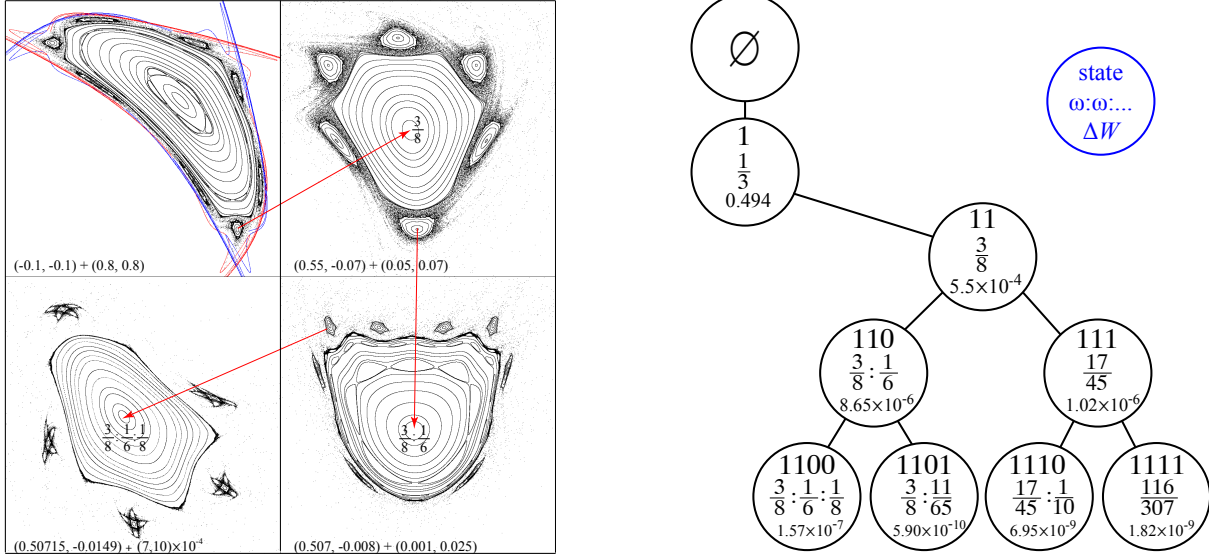 3/8
(-0.1, -0.1) + (0.8, 0.8)
(0.55, -0.07) + (0.05, 0.07)
3/8 : 1/6 : 1/8
3/8 : 1/6
(0.50715, -0.0149) + (7,10)×10⁻⁴
(0.507, -0.008) + (0.001, 0.025)
∅
state
ω:ω:...
ΔW
1
1/3
0.494
11
3/8
5.5×10⁻⁴
110
3/8 : 1/6
8.65×10⁻⁶
111
17/45
1.02×10⁻⁶
1100
3/8 : 1/6 : 1/8
1.57×10⁻⁷
1101
3/8 : 11/65
5.90×10⁻¹⁰
1110
17/45 : 1/10
6.95×10⁻⁹
1111
116/307
1.82×10⁻⁹